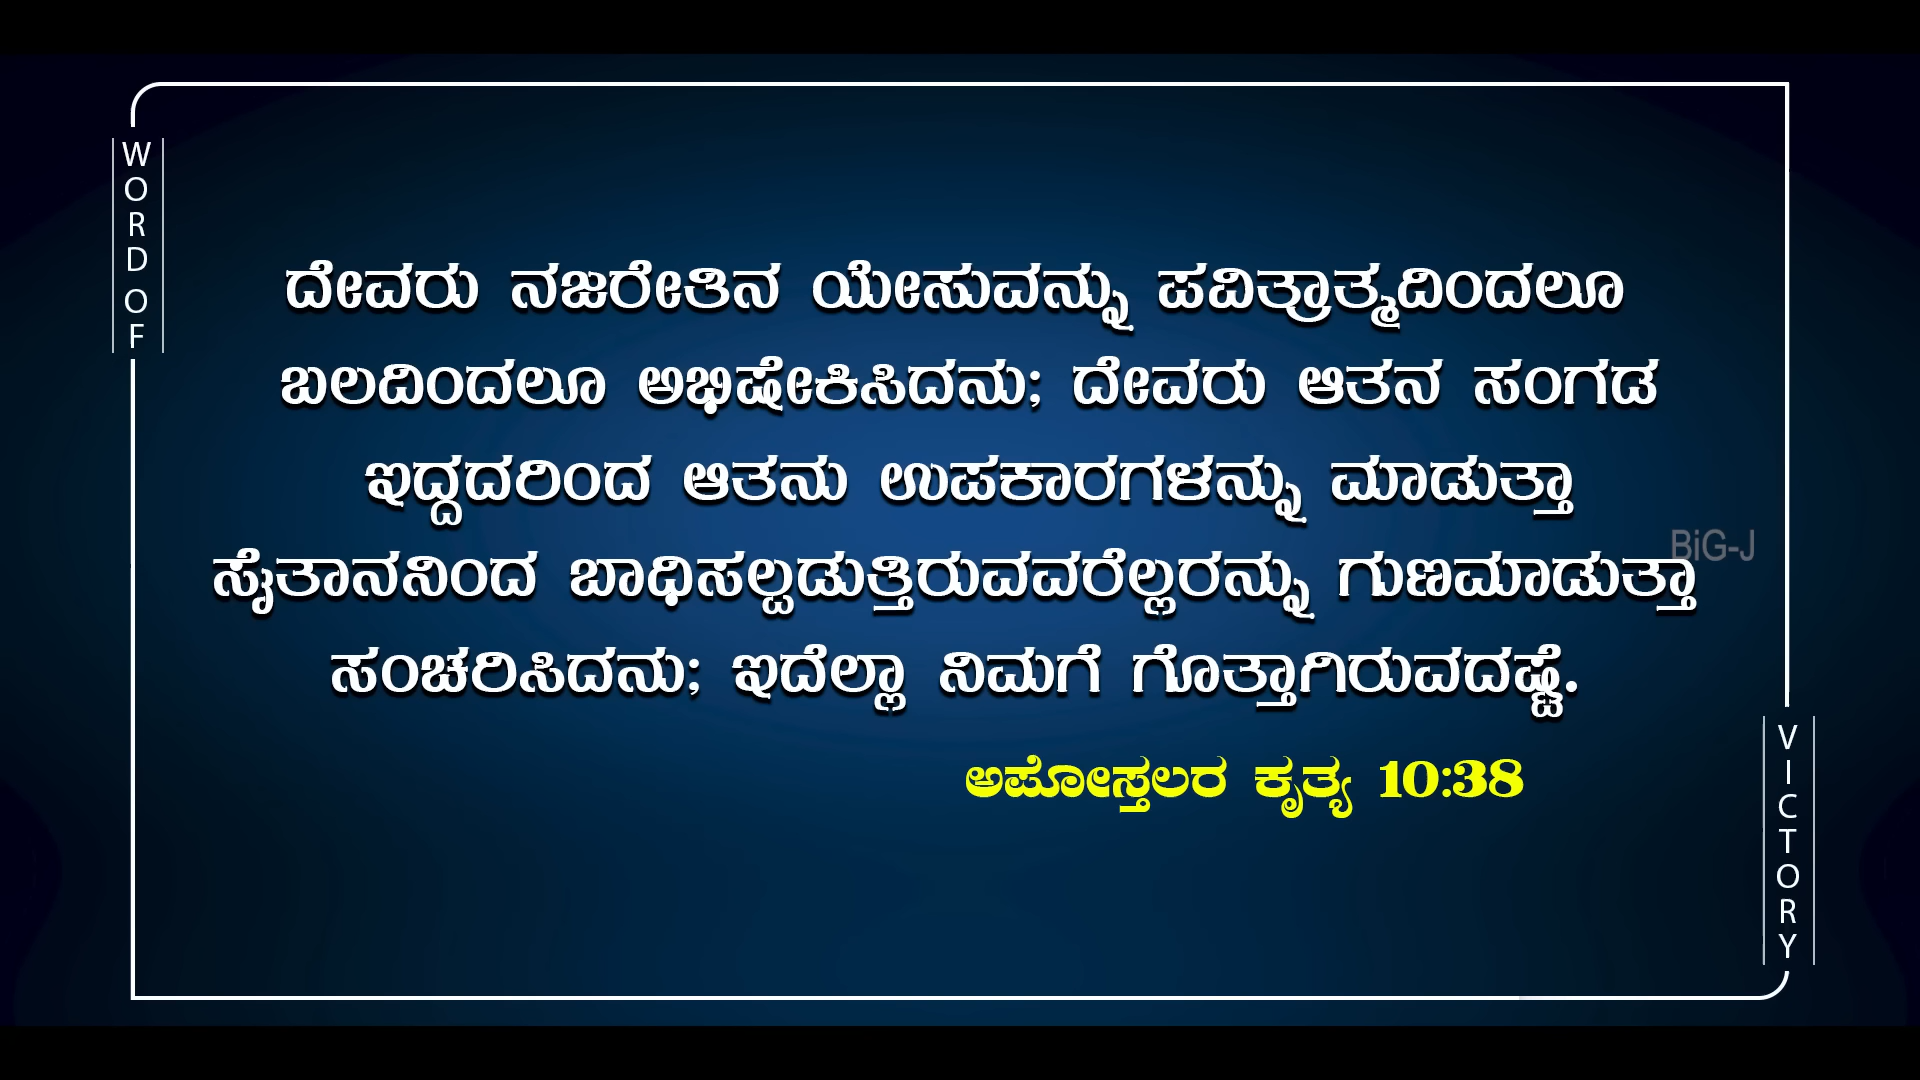 WORD OF
ದೇವರು ನಜರೇತಿನ ಯೇಸುವನ್ನು ಪವಿತ್ರಾತ್ಮದಿಂದಲೂ
ಬಲದಿಂದಲೂ ಅಭಿಷೇಕಿಸಿದನು; ದೇವರು ಆತನ ಸಂಗಡ
ಇದ್ದದರಿಂದ ಆತನು ಉಪಕಾರಗಳನ್ನು ಮಾಡುತ್ತಾ
BiG-J
ಸೈತಾನನಿಂದ ಬಾಧಿಸಲ್ಪಡುತ್ತಿರುವವರೆಲ್ಲರನ್ನು ಗುಣಮಾಡುತ್ತಾ
ಸಂಚರಿಸಿದನು; ಇದೆಲ್ಲಾ ನಿಮಗೆ ಗೊತ್ತಾಗಿರುವದಷ್ಟೆ.
ಅಪೋಸ್ತಲರ ಕೃತ್ಯ 10:38
VICTORY